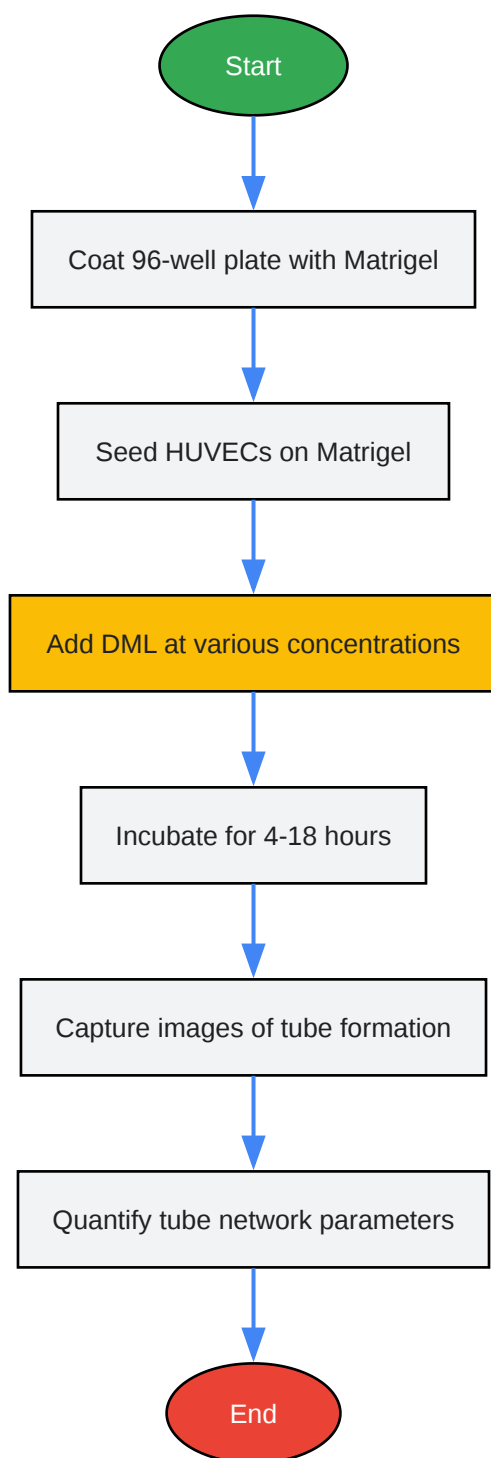 Start
Coat 96-well plate with Matrigel
Seed HUVECs on Matrigel
Add DML at various concentrations
Incubate for 4-18 hours
Capture images of tube formation
Quantify tube network parameters
End